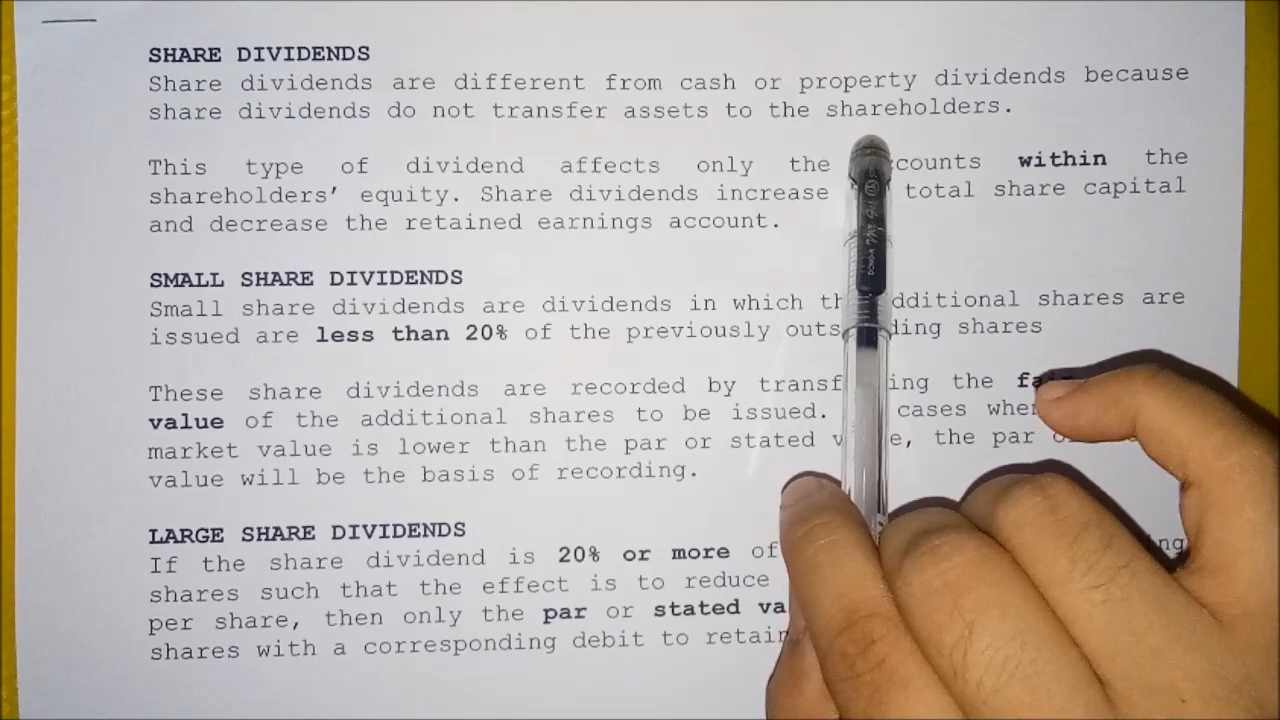 SHARE DIVIDENDS
Share dividends are different from cash or property dividends because
share dividends do not transfer assets to the shareholders.
This type of dividend affects only the ccounts within the
shareholders' equity. Share dividends increase total share capital
and decrease the retained earnings account.
SMALL SHARE DIVIDENDS
Small share dividends are dividends in which th dditional shares are
issued are less than 20% of the previously outs ding shares
These share dividends are recorded by transf ing the
value of the additional shares to be issued. cases
market value is lower than the par or stated v e, the par
value will be the basis of recording.
LARGE SHARE DIVIDENDS
If the share dividend is 20% or more of
shares such that the effect is to reduce
per share, then only the par or stated va
shares with a corresponding debit to retain